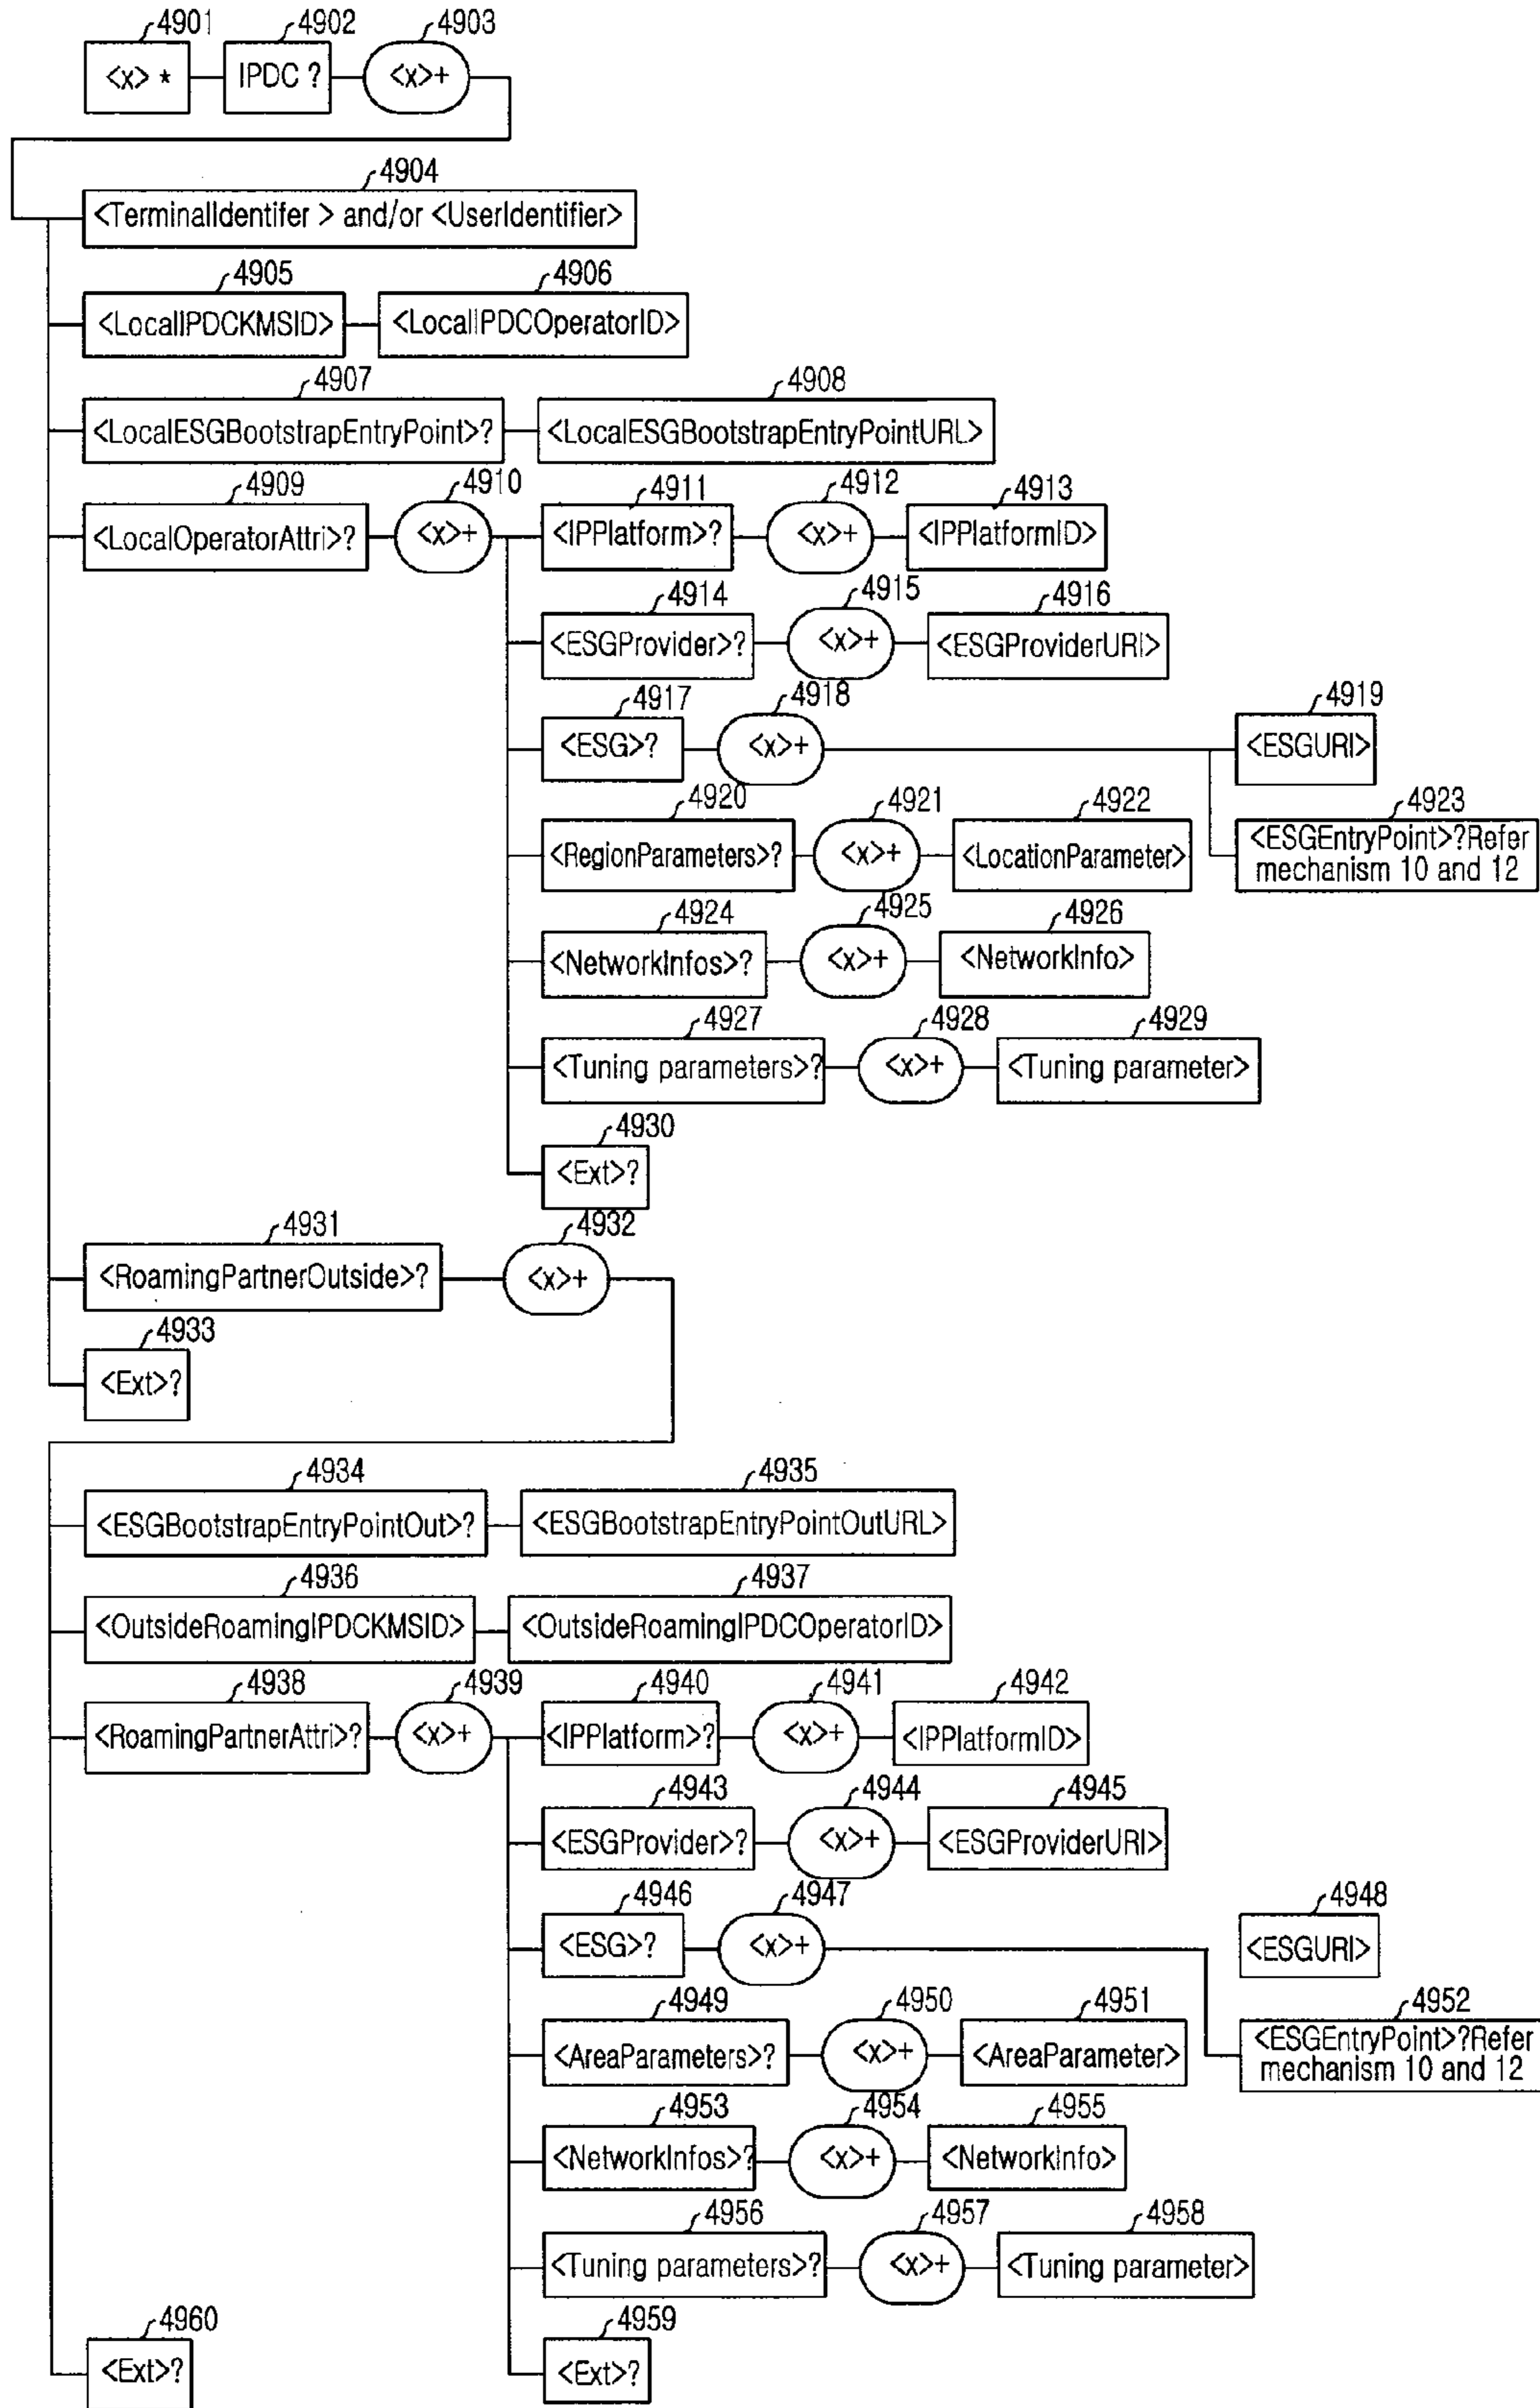 4901 4902 4903
<x> * IPDC ? <x>+
4904
<TerminalIdentifer > and/or <UserIdentifier>
4905 4906
<LocalIPDCKMSID> <LocalIPDCOperatorID>
4907 4908
<LocalESGBootstrapEntryPoint>? <LocalESGBootstrapEntryPointURL>
4909 4910 4911 4912 4913
<LocalOperatorAttri>? <x>+ <IPPlatform>? <x>+ <IPPlatformID>
4914 4915 4916
<ESGProvider>? <x>+ <ESGProviderURI>
4917 4918 4919
<ESG>? <x>+ <ESGURI>
4920 4921 4922 4923
<RegionParameters>? <x>+ <LocationParameter> <ESGEntryPoint>?Refer
mechanism 10 and 12
4924 4925 4926
<NetworkInfos>? <x>+ <NetworkInfo>
4927 4928 4929
<Tuning parameters>? <x>+ <Tuning parameter>
4930
<Ext>?
4931 4932
<RoamingPartnerOutside>? <x>+
4933
<Ext>?
4934 4935
<ESGBootstrapEntryPointOut>? <ESGBootstrapEntryPointOutURL>
4936 4937
<OutsideRoamingIPDCKMSID> <OutsideRoamingIPDCOperatorID>
4938 4939 4940 4941 4942
<RoamingPartnerAttri>? <x>+ <IPPlatform>? <x>+ <IPPlatformID>
4943 4944 4945
<ESGProvider>? <x>+ <ESGProviderURI>
4946 4947 4948
<ESG>? <x>+ <ESGURI>
4949 4950 4951 4952
<AreaParameters>? <x>+ <AreaParameter> <ESGEntryPoint>?Refer
mechanism 10 and 12
4953 4954 4955
<NetworkInfos>? <x>+ <NetworkInfo>
4956 4957 4958
<Tuning parameters>? <x>+ <Tuning parameter>
4960 4959
<Ext>? <Ext>?